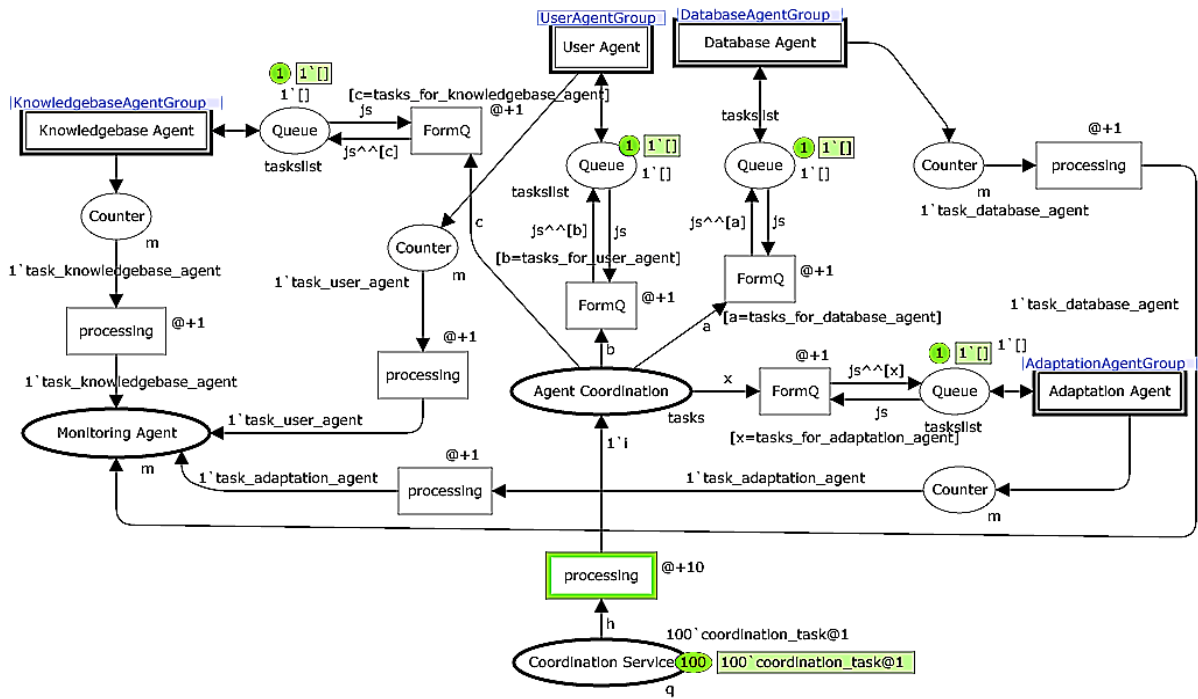 UserAgentGroup
DatabaseAgentGroup
User Agent
Database Agent
1 1`[]
1`[]
[c=tasks_for_knowledgebase_agent]
KnowledgebaseAgentGroup
Knowledgebase Agent
Queue
js
FormQ
@+1
js^^[c]
taskslist
taskslist
@+1
Queue
1 1`[]
1`[]
taskslist
Queue
1 1`[]
1`[]
Counter
processing
m
1`task_database_agent
Counter
m
c
js^^[b]
js
js^^[a]
js
Counter
m
[b=tasks_for_user_agent]
1`task_knowledgebase_agent
1`task_user_agent
FormQ
@+1
FormQ
@+1
processing
@+1
a
[a=tasks_for_database_agent]
1`task_database_agent
@+1
processing
b
@+1
1 1`[]
1`[]
AdaptationAgentGroup
1`task_knowledgebase_agent
Agent Coordination
x
FormQ
js^^[x]
js
Queue
Adaptation Agent
tasks
taskslist
Monitoring Agent
m
1`task_user_agent
1`i
[x=tasks_for_adaptation_agent]
@+1
1`task_adaptation_agent
processing
1`task_adaptation_agent
Counter
m
processing
@+10
h
100`coordination_task@1
Coordination Service
100 100`coordination_task@1
q